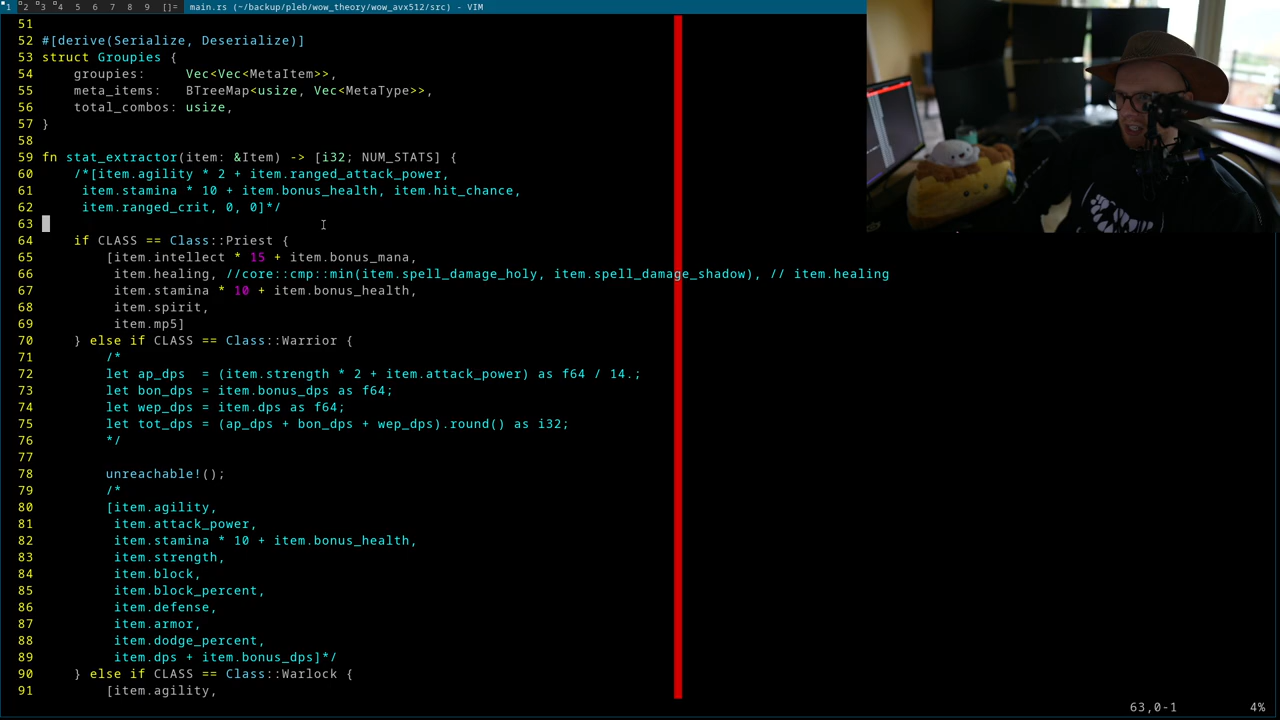 1 2 3 4 5 6 7 8 9 []= main.rs (~/backup/pleb/wow_theory/wow_avx512/src) - VIM
51
52 #[derive(Serialize, Deserialize)]
53 struct Groupies {
54     groupies:     Vec<Vec<MetaItem>>,
55     meta_items:   BTreeMap<usize, Vec<MetaType>>,
56     total_combos: usize,
57 }
58
59 fn stat_extractor(item: &Item) -> [i32; NUM_STATS] {
60     /*[item.agility * 2 + item.ranged_attack_power,
61      item.stamina * 10 + item.bonus_health, item.hit_chance,
62      item.ranged_crit, 0, 0]*/
63
64     if CLASS == Class::Priest {
65         [item.intellect * 15 + item.bonus_mana,
66          item.healing, //core::cmp::min(item.spell_damage_holy, item.spell_damage_shadow), // item.healing
67          item.stamina * 10 + item.bonus_health,
68          item.spirit,
69          item.mp5]
70     } else if CLASS == Class::Warrior {
71         /*
72         let ap_dps  = (item.strength * 2 + item.attack_power) as f64 / 14.;
73         let bon_dps = item.bonus_dps as f64;
74         let wep_dps = item.dps as f64;
75         let tot_dps = (ap_dps + bon_dps + wep_dps).round() as i32;
76         */
77
78         unreachable!();
79         /*
80         [item.agility,
81          item.attack_power,
82          item.stamina * 10 + item.bonus_health,
83          item.strength,
84          item.block,
85          item.block_percent,
86          item.defense,
87          item.armor,
88          item.dodge_percent,
89          item.dps + item.bonus_dps]*/
90     } else if CLASS == Class::Warlock {
91         [item.agility,
63,0-1 4%